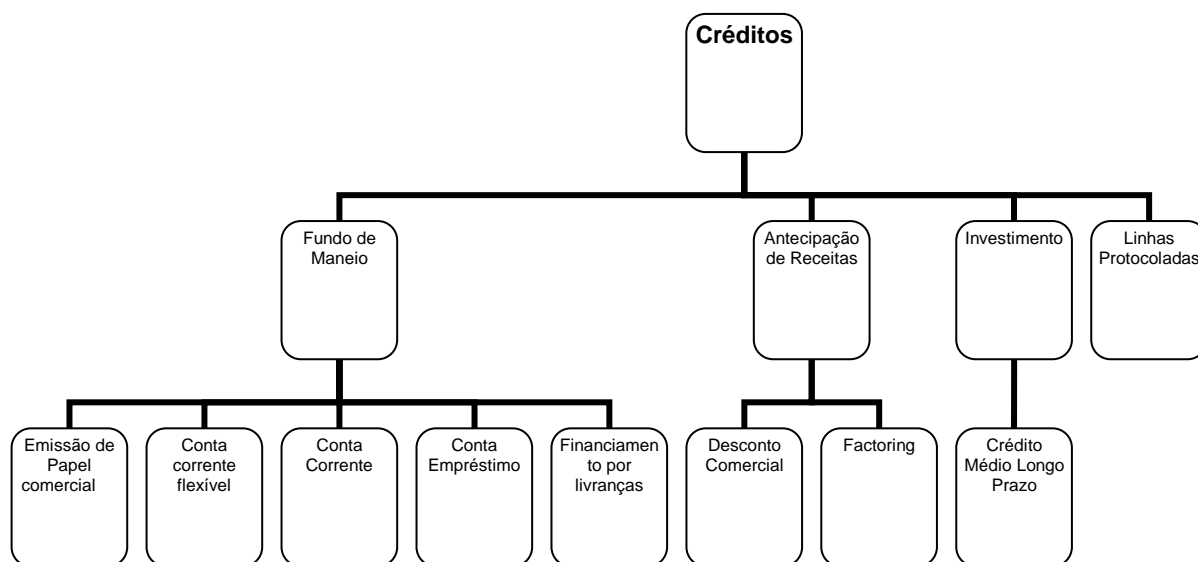 Créditos
Fundo de
Maneio
Antecipação
de Receitas
Investimento
Linhas
Protocoladas
Emissão de
Papel
comercial
Conta
corrente
flexível
Conta
Corrente
Conta
Empréstimo
Financiamen
to por
livranças
Desconto
Comercial
Factoring
Crédito
Médio Longo
Prazo